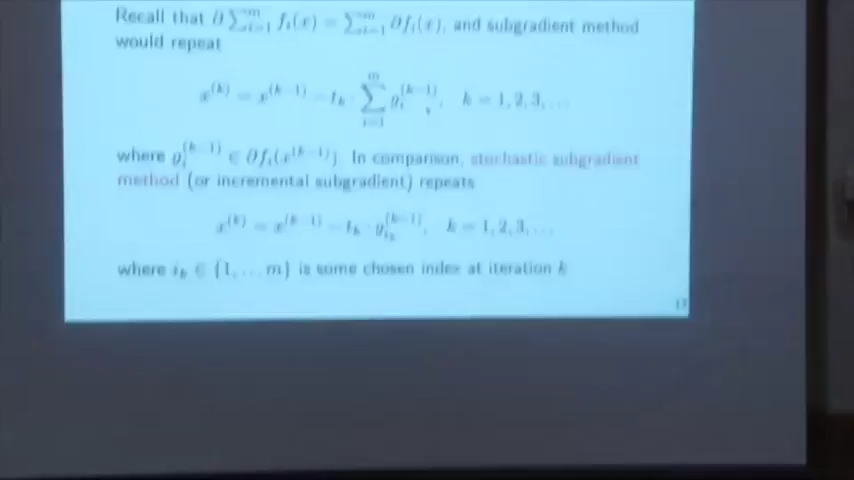 Recall that ∂ ∑_{i=1}^m f_i(x) = ∑_{i=1}^m ∂f_i(x), and subgradient method
would repeat
x^{(k)} = x^{(k−1)} − t_k · ∑_{i=1}^m g_i^{(k−1)}, k = 1, 2, 3, ...
where g_i^{(k−1)} ∈ ∂f_i(x^{(k−1)}). In comparison, stochastic subgradient
method (or incremental subgradient) repeats
x^{(k)} = x^{(k−1)} − t_k · g_{i_k}^{(k−1)}, k = 1, 2, 3, ...
where i_k ∈ {1, ... m} is some chosen index at iteration k